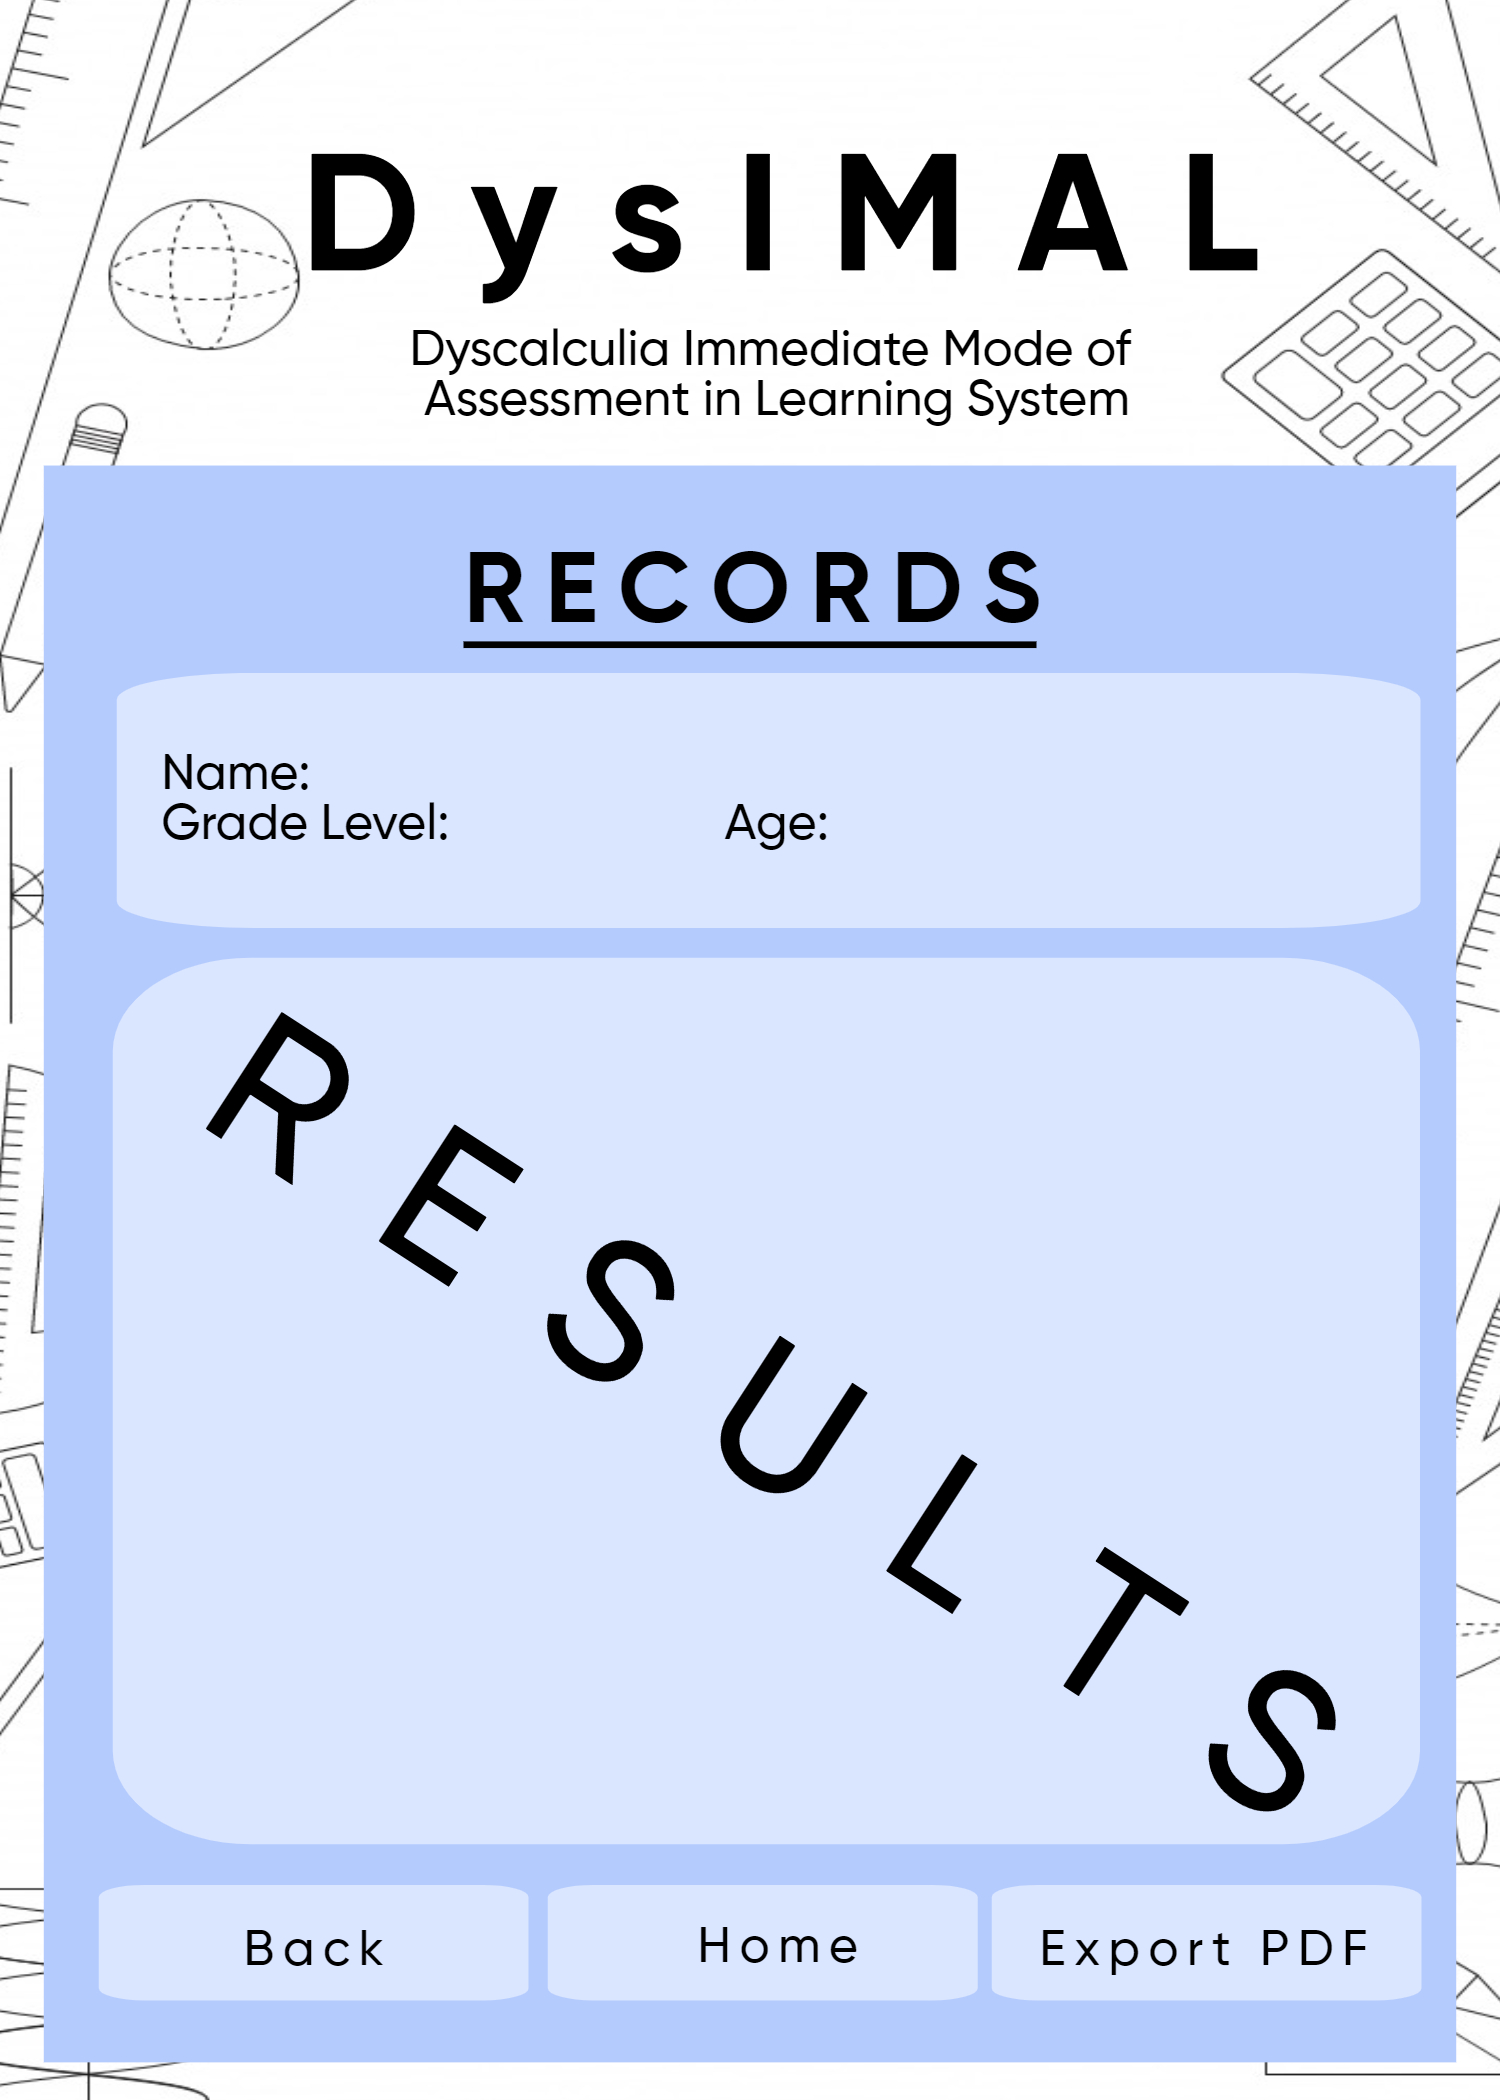 DysIMAL
Dyscalculia Immediate Mode of
Assessment in Learning System
RECORDS
Name:
Grade Level: Age:
RESULTS
Back Home Export PDF